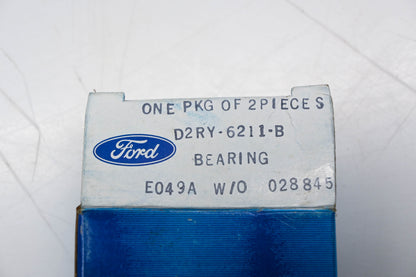 ONE PKG OF 2PIECES
D2RY-6211-B
Ford
BEARING
E049A W/O 028845